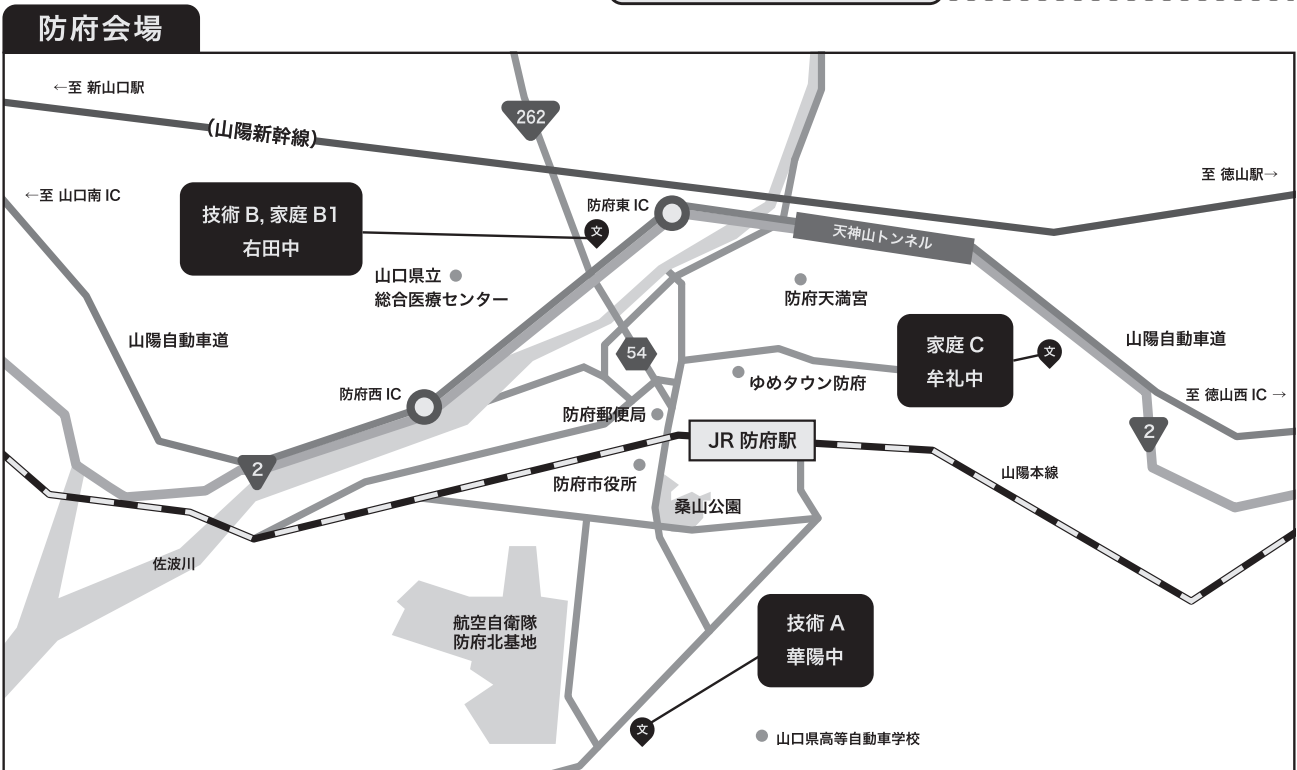 防府会場
←至 新山口駅
262
(山陽新幹線)
至 徳山駅→
←至 山口南 IC
技術 B, 家庭 B1
右田中
防府東 IC
文
天神山トンネル
山口県立
総合医療センター
防府天満宮
山陽自動車道
家庭 C
牟礼中
文
山陽自動車道
54
ゆめタウン防府
防府西 IC
至 徳山西 IC →
防府郵便局
JR 防府駅
2
2
防府市役所
山陽本線
桑山公園
佐波川
航空自衛隊
防府北基地
技術 A
華陽中
文
山口県高等自動車学校